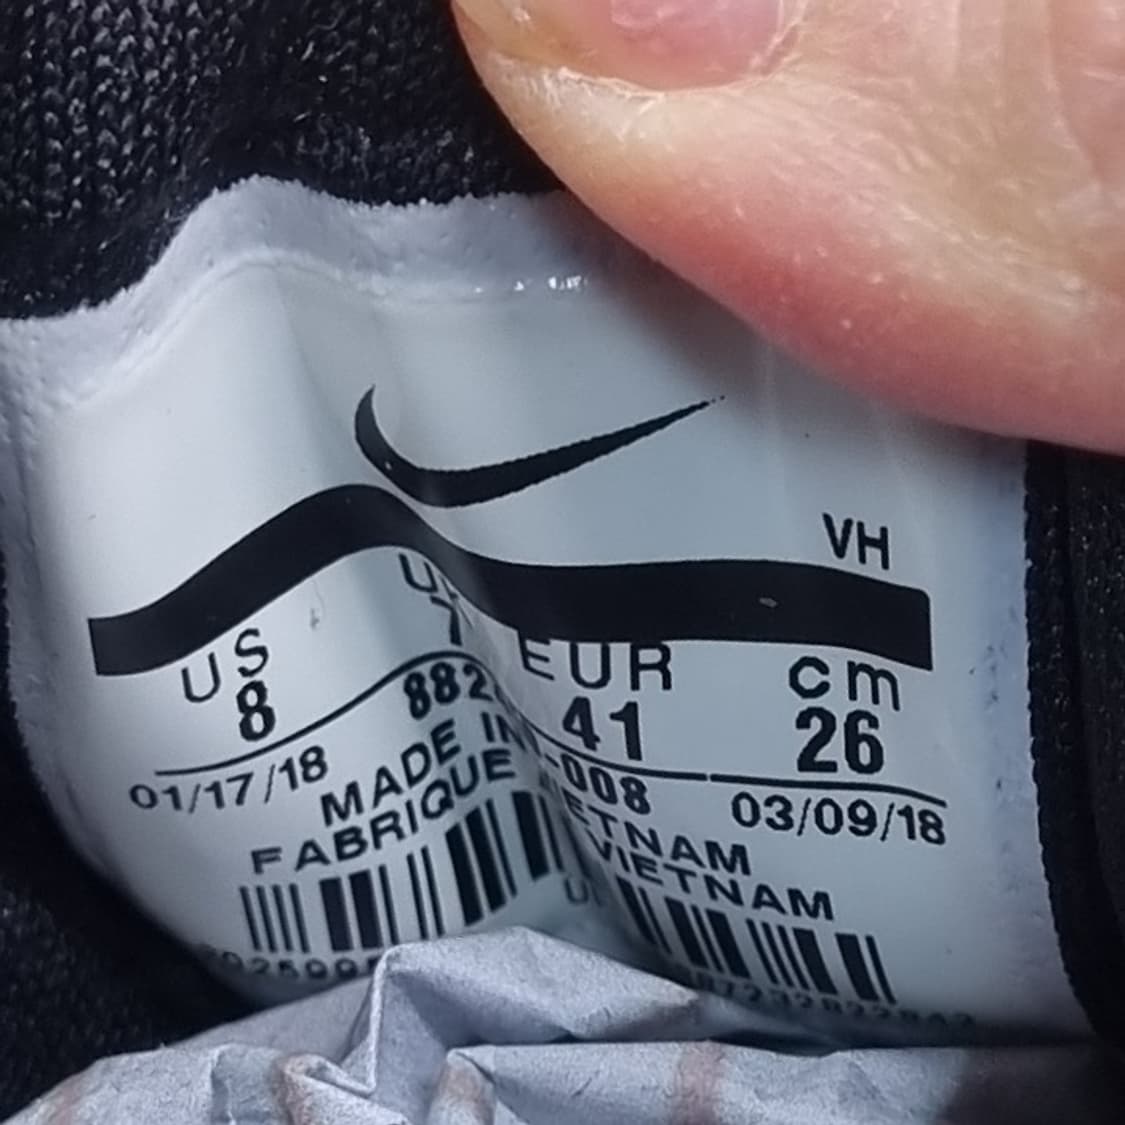 VH
US UK EUR cm
8 7 41 26
01/17/18 -008 03/09/18
MADE IN VIETNAM
FABRIQUE VIETNAM